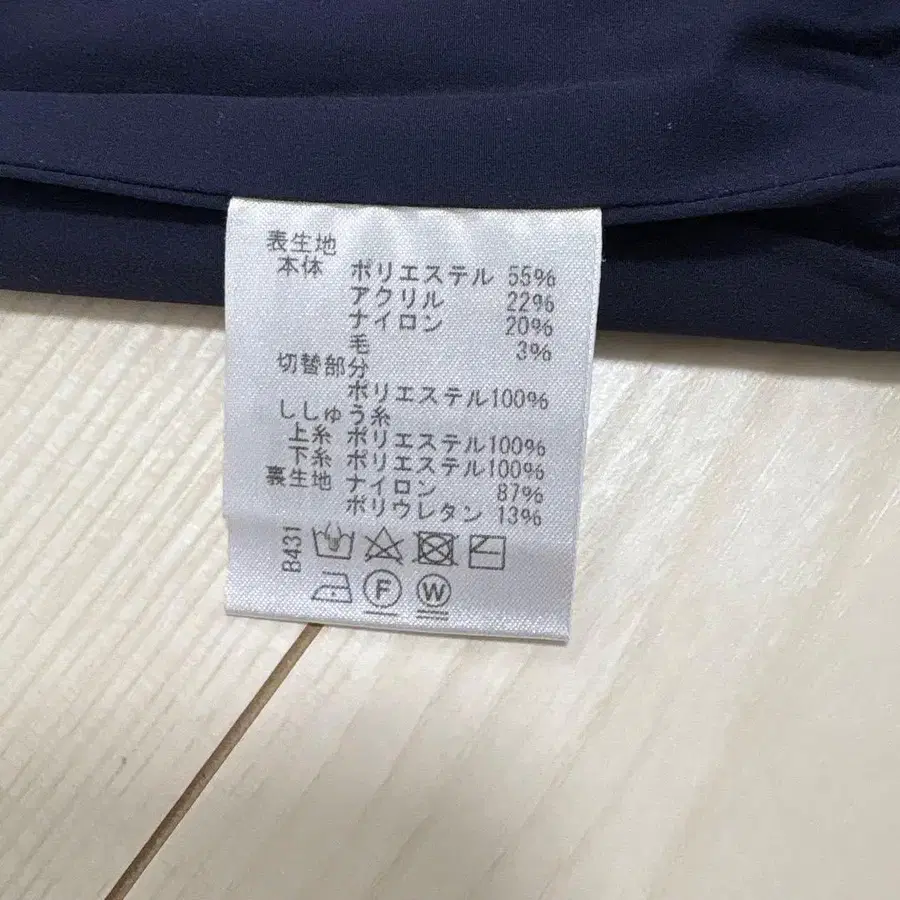 表生地
本体 ポリエステル 55%
アクリル 22%
ナイロン 20%
毛 3%
切替部分
ポリエステル100%
ししゅう糸
上糸 ポリエステル100%
下糸 ポリエステル100%
裏生地 ナイロン 87%
ポリウレタン 13%
B431
F W